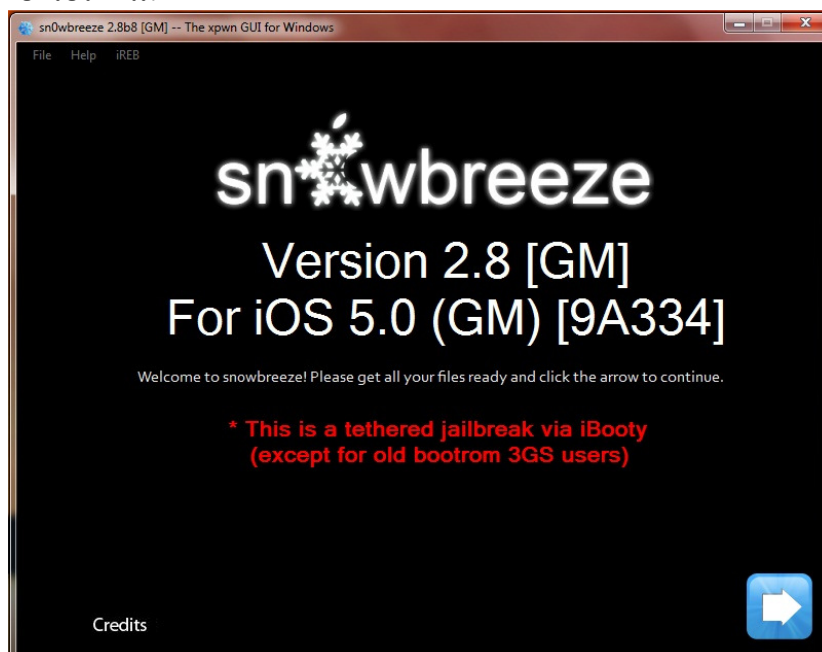 sn0wbreeze 2.8b8 [GM] -- The xpwn GUI for Windows
File Help iREB
sn0wbreeze
Version 2.8 [GM]
For iOS 5.0 (GM) [9A334]
Welcome to snowbreeze! Please get all your files ready and click the arrow to continue.
* This is a tethered jailbreak via iBooty
(except for old bootrom 3GS users)
Credits